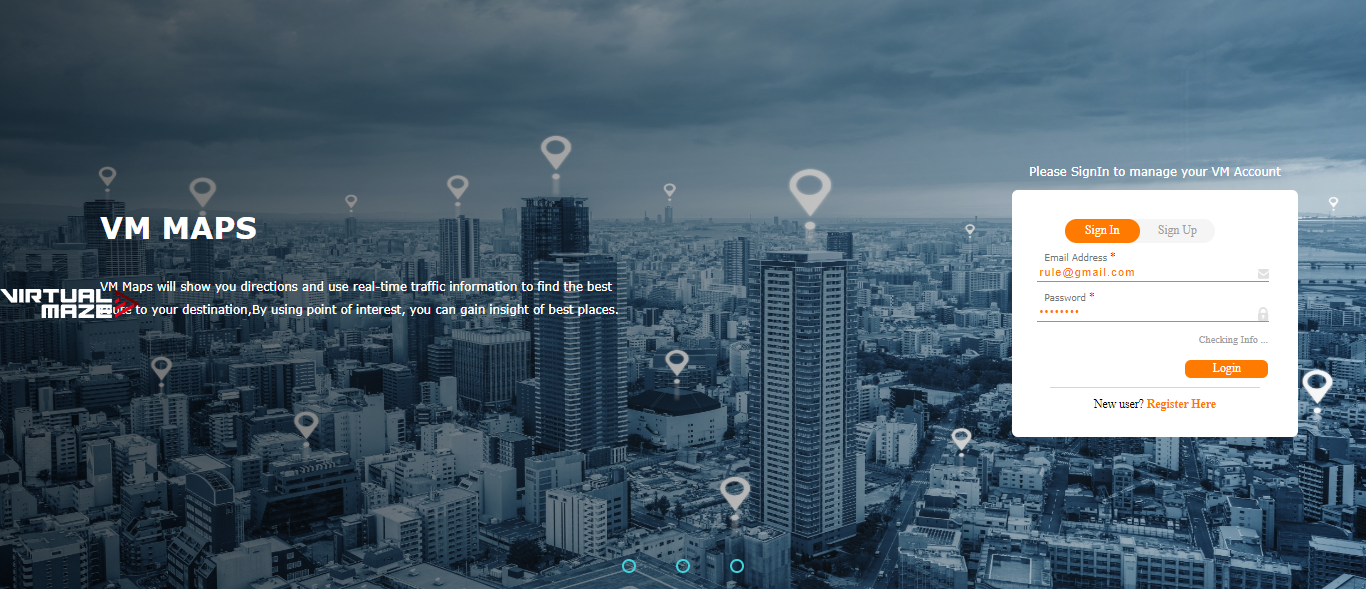 Please SignIn to manage your VM Account
VM MAPS
Sign In
Sign Up
Email Address *
rule@gmail.com
Password *
••••••••
Checking Info ...
Login
New user? Register Here
VM Maps will show you directions and use real-time traffic information to find the best
to your destination,By using point of interest, you can gain insight of best places.
VIRTUAL
MAZE